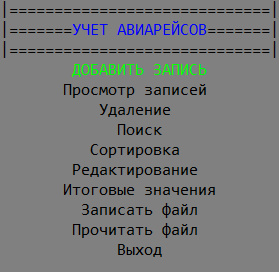 |=============================|
|=======УЧЕТ АВИАРЕЙСОВ=======|
|=============================|
ДОБАВИТЬ ЗАПИСЬ
Просмотр записей
Удаление
Поиск
Сортировка
Редактирование
Итоговые значения
Записать файл
Прочитать файл
Выход